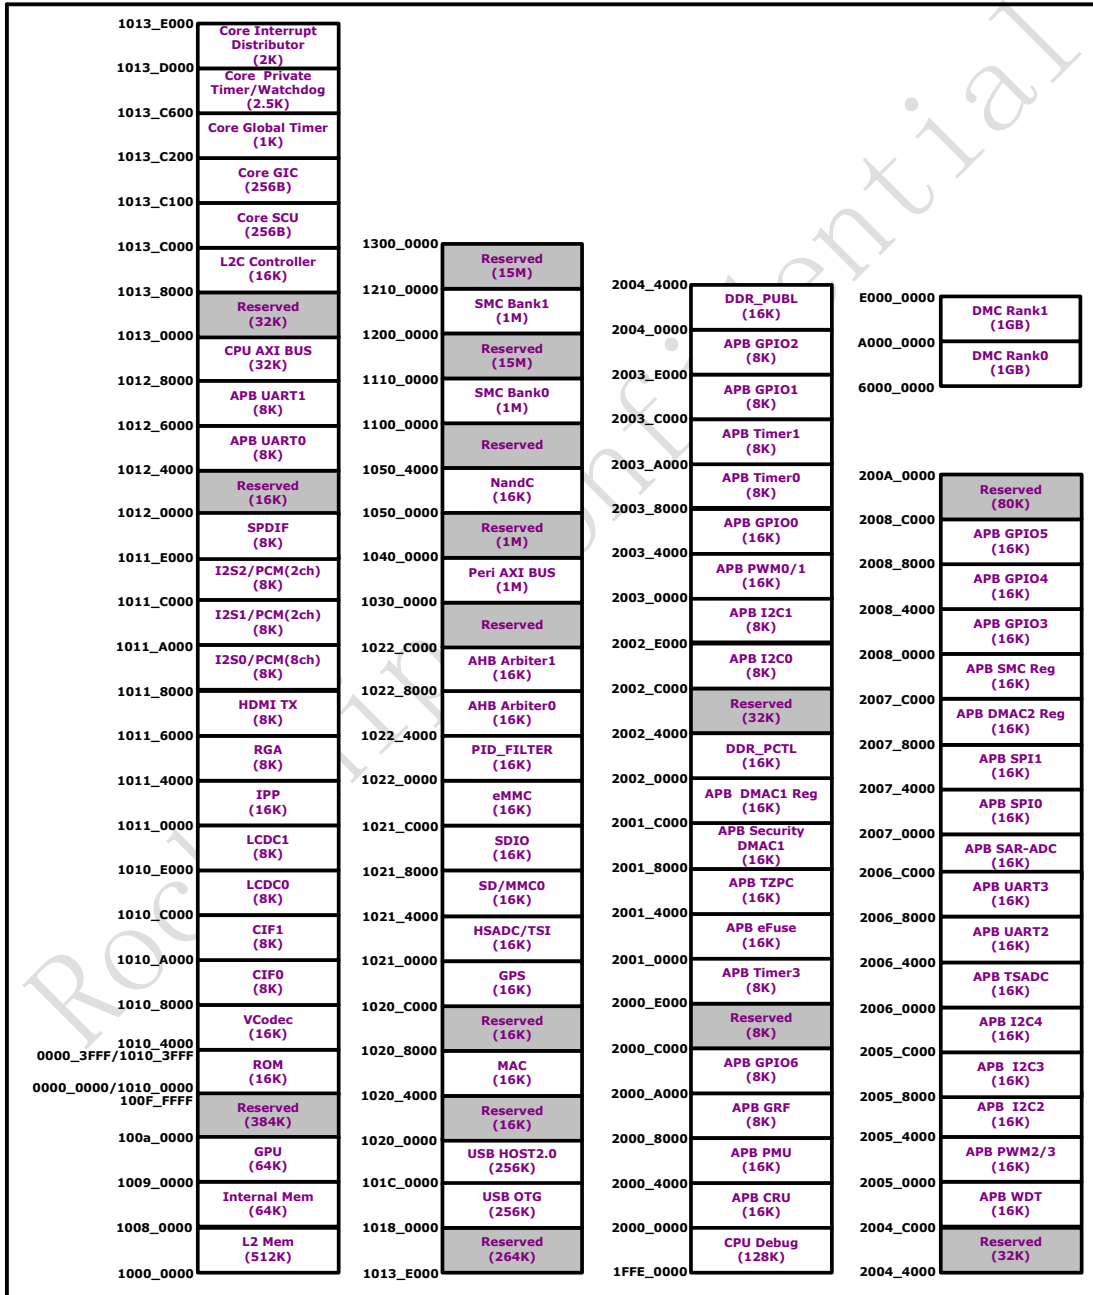 1013_E000
Core Interrupt
Distributor
(2K)
1013_D000
Core Private
Timer/Watchdog
(2.5K)
1013_C600
Core Global Timer
(1K)
1013_C200
Core GIC
(256B)
1013_C100
Core SCU
(256B)
1013_C000
L2C Controller
(16K)
1013_8000
Reserved
(32K)
1013_0000
CPU AXI BUS
(32K)
1012_8000
APB UART1
(8K)
1012_6000
APB UART0
(8K)
1012_4000
Reserved
(16K)
1012_0000
SPDIF
(8K)
1011_E000
I2S2/PCM(2ch)
(8K)
1011_C000
I2S1/PCM(2ch)
(8K)
1011_A000
I2S0/PCM(8ch)
(8K)
1011_8000
HDMI TX
(8K)
1011_6000
RGA
(8K)
1011_4000
IPP
(16K)
1011_0000
LCDC1
(8K)
1010_E000
LCDC0
(8K)
1010_C000
CIF1
(8K)
1010_A000
CIF0
(8K)
1010_8000
VCodec
(16K)
1010_4000
0000_3FFF/1010_3FFF
ROM
(16K)
0000_0000/1010_0000
100F_FFFF
Reserved
(384K)
100a_0000
GPU
(64K)
1009_0000
Internal Mem
(64K)
1008_0000
L2 Mem
(512K)
1000_0000
1300_0000
Reserved
(15M)
1210_0000
SMC Bank1
(1M)
1200_0000
Reserved
(15M)
1110_0000
SMC Bank0
(1M)
1100_0000
Reserved
1050_4000
NandC
(16K)
1050_0000
Reserved
(1M)
1040_0000
Peri AXI BUS
(1M)
1030_0000
Reserved
1022_C000
AHB Arbiter1
(16K)
1022_8000
AHB Arbiter0
(16K)
1022_4000
PID_FILTER
(16K)
1022_0000
eMMC
(16K)
1021_C000
SDIO
(16K)
1021_8000
SD/MMC0
(16K)
1021_4000
HSADC/TSI
(16K)
1021_0000
GPS
(16K)
1020_C000
Reserved
(16K)
1020_8000
MAC
(16K)
1020_4000
Reserved
(16K)
1020_0000
USB HOST2.0
(256K)
101C_0000
USB OTG
(256K)
1018_0000
Reserved
(264K)
1013_E000
2004_4000
DDR_PUBL
(16K)
2004_0000
APB GPIO2
(8K)
2003_E000
APB GPIO1
(8K)
2003_C000
APB Timer1
(8K)
2003_A000
APB Timer0
(8K)
2003_8000
APB GPIO0
(16K)
2003_4000
APB PWM0/1
(16K)
2003_0000
APB I2C1
(8K)
2002_E000
APB I2C0
(8K)
2002_C000
Reserved
(32K)
2002_4000
DDR_PCTL
(16K)
2002_0000
APB DMAC1 Reg
(16K)
2001_C000
APB Security
DMAC1
(16K)
2001_8000
APB TZPC
(16K)
2001_4000
APB eFuse
(16K)
2001_0000
APB Timer3
(8K)
2000_E000
Reserved
(8K)
2000_C000
APB GPIO6
(8K)
2000_A000
APB GRF
(8K)
2000_8000
APB PMU
(16K)
2000_4000
APB CRU
(16K)
2000_0000
CPU Debug
(128K)
1FFE_0000
E000_0000
DMC Rank1
(1GB)
A000_0000
DMC Rank0
(1GB)
6000_0000
200A_0000
Reserved
(80K)
2008_C000
APB GPIO5
(16K)
2008_8000
APB GPIO4
(16K)
2008_4000
APB GPIO3
(16K)
2008_0000
APB SMC Reg
(16K)
2007_C000
APB DMAC2 Reg
(16K)
2007_8000
APB SPI1
(16K)
2007_4000
APB SPI0
(16K)
2007_0000
APB SAR-ADC
(16K)
2006_C000
APB UART3
(16K)
2006_8000
APB UART2
(16K)
2006_4000
APB TSADC
(16K)
2006_0000
APB I2C4
(16K)
2005_C000
APB I2C3
(16K)
2005_8000
APB I2C2
(16K)
2005_4000
APB PWM2/3
(16K)
2005_0000
APB WDT
(16K)
2004_C000
Reserved
(32K)
2004_4000